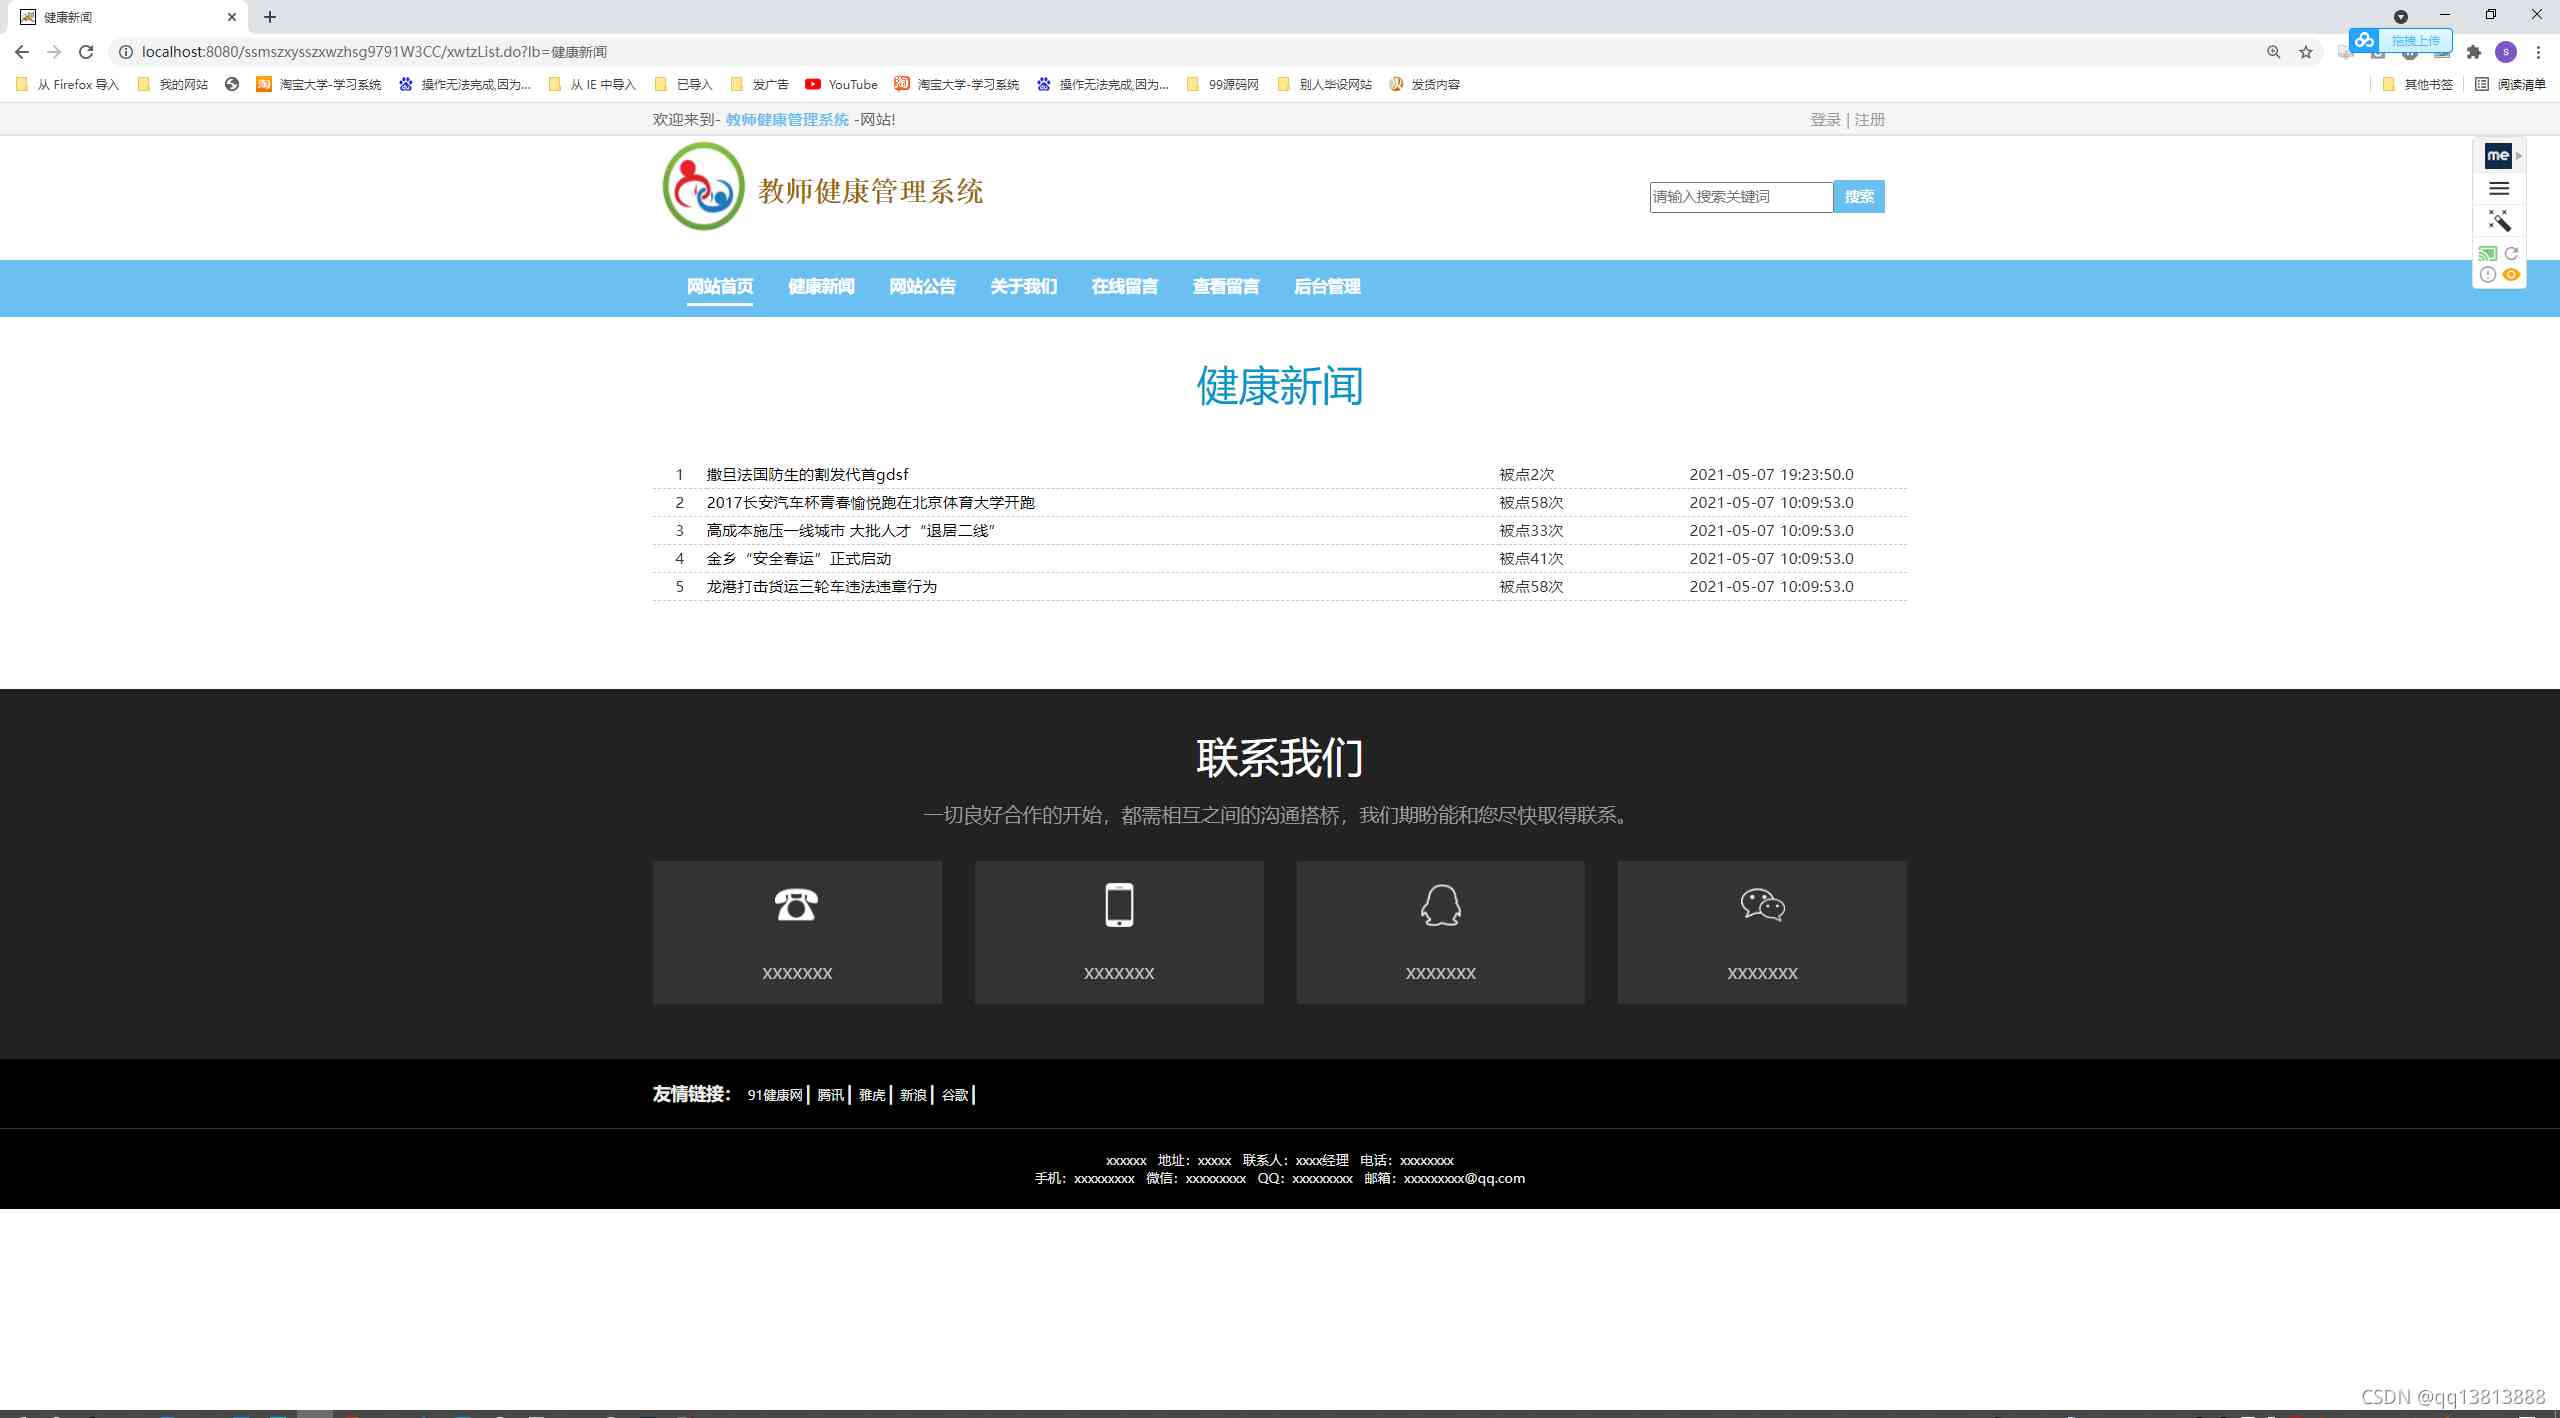 健康新闻
localhost:8080/ssmszxysszxwzhsg9791W3CC/xwtzList.do?lb=健康新闻
拖拽上传
S
从 Firefox 导入 我的网站 淘宝大学-学习系统 操作无法完成,因为... 从 IE 中导入 已导入 发广告 YouTube 淘宝大学-学习系统 操作无法完成,因为... 99源码网 别人毕设网站 发货内容 其他书签 阅读清单
欢迎来到- 教师健康管理系统 -网站!
登录 | 注册
me
教师健康管理系统
请输入搜索关键词 搜索
网站首页 健康新闻 网站公告 关于我们 在线留言 查看留言 后台管理
健康新闻
1 撒旦法国防生的割发代首gdsf 被点2次 2021-05-07 19:23:50.0
2 2017长安汽车杯青春愉悦跑在北京体育大学开跑 被点58次 2021-05-07 10:09:53.0
3 高成本施压一线城市 大批人才“退居二线” 被点33次 2021-05-07 10:09:53.0
4 金乡“安全春运”正式启动 被点41次 2021-05-07 10:09:53.0
5 龙港打击货运三轮车违法违章行为 被点58次 2021-05-07 10:09:53.0
联系我们
一切良好合作的开始，都需相互之间的沟通搭桥，我们期盼能和您尽快取得联系。
XXXXXXX XXXXXXX XXXXXXX XXXXXXX
友情链接： 91健康网 | 腾讯 | 雅虎 | 新浪 | 谷歌 |
xxxxxx 地址：xxxxx 联系人：xxxx经理 电话：xxxxxxxx
手机：xxxxxxxxx 微信：xxxxxxxxx QQ：xxxxxxxxx 邮箱：xxxxxxxxx@qq.com
CSDN @qq13813888